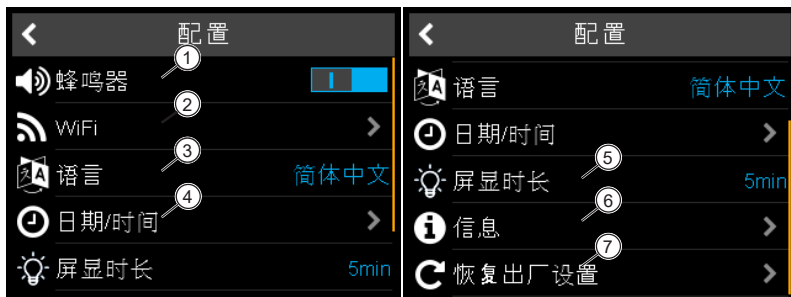 配置
蜂鸣器 ①
WiFi ②
语言 ③ 简体中文
日期/时间 ④
屏显时长 5min
配置
语言 简体中文
日期/时间
屏显时长 ⑤ 5min
信息 ⑥
恢复出厂设置 ⑦